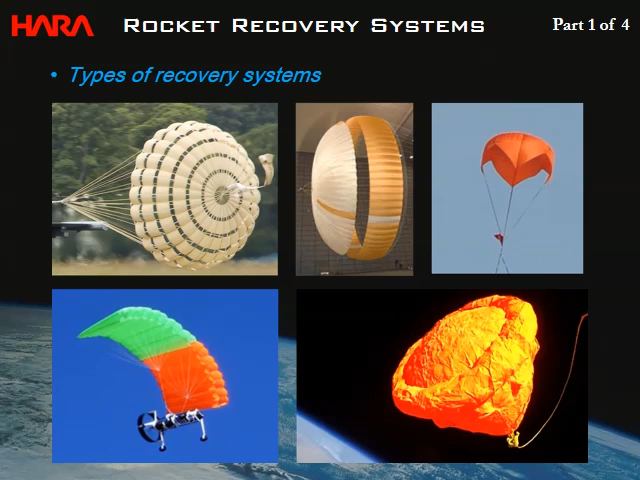 HARA
Rocket Recovery Systems
Part 1 of 4
• Types of recovery systems